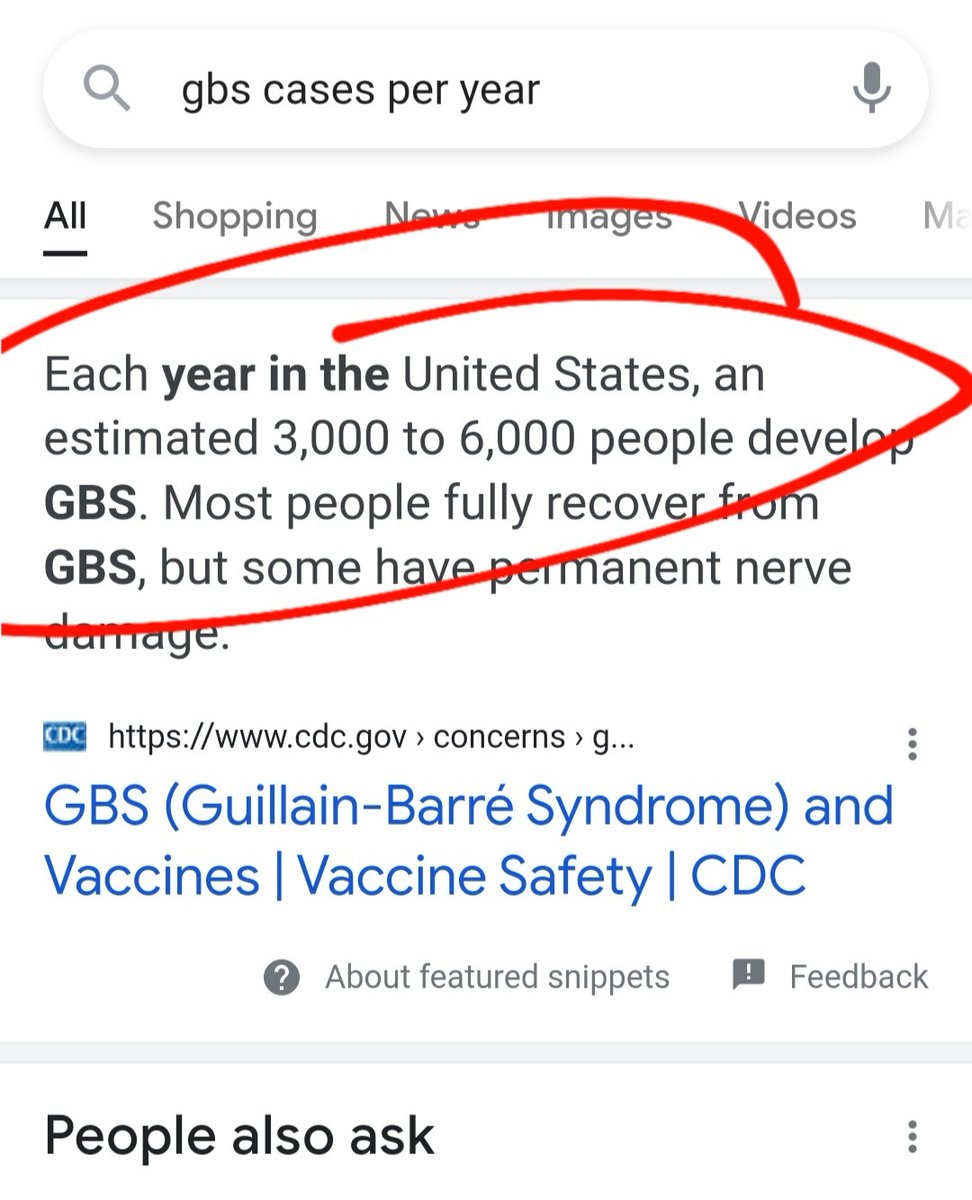 gbs cases per year
All Shopping News Images Videos Ma
Each year in the United States, an
estimated 3,000 to 6,000 people develop
GBS. Most people fully recover from
GBS, but some have permanent nerve
damage.
CDC https://www.cdc.gov › concerns › g...
GBS (Guillain-Barré Syndrome) and
Vaccines | Vaccine Safety | CDC
About featured snippets Feedback
People also ask